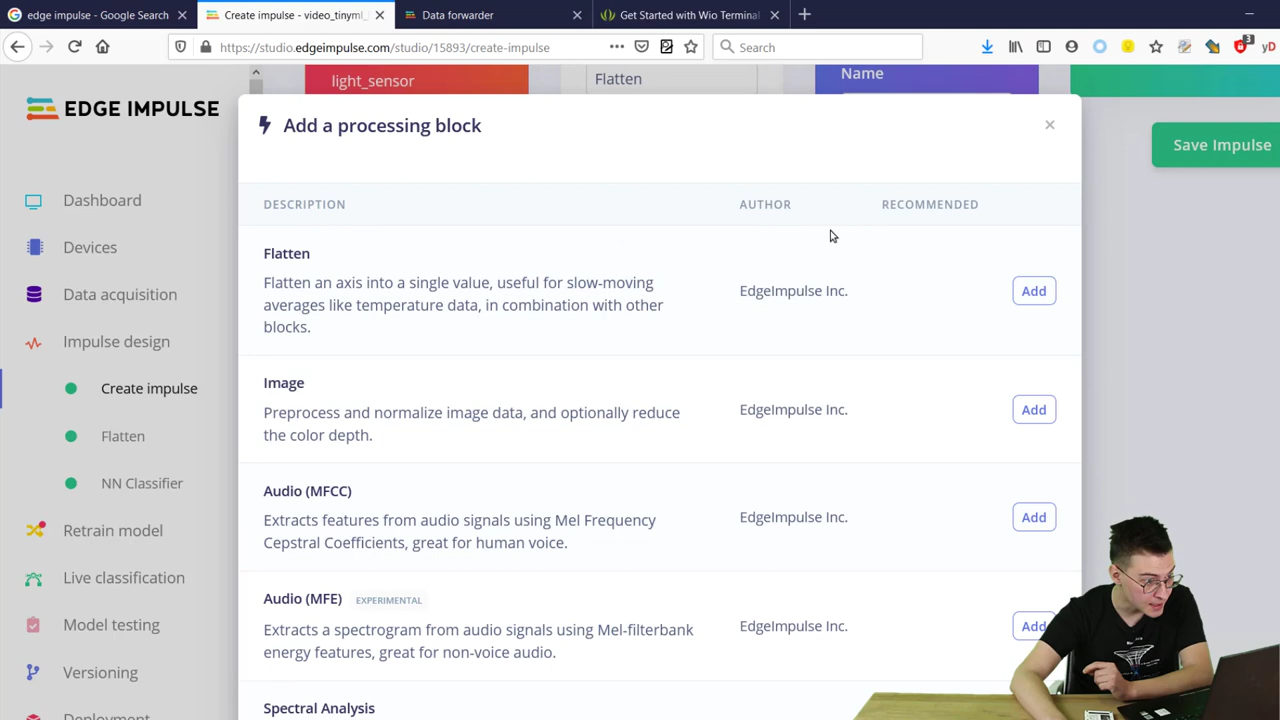 edge impulse - Google Search
Create impulse - video_tinyml_
Data forwarder
Get Started with Wio Terminal
https://studio.edgeimpulse.com/studio/15893/create-impulse
Search
3
yD
light_sensor
Flatten
Name
EDGE IMPULSE
Add a processing block
Save Impulse
Dashboard
Devices
Data acquisition
Impulse design
Create impulse
Flatten
NN Classifier
Retrain model
Live classification
Model testing
Versioning
Deployment
DESCRIPTION AUTHOR RECOMMENDED
Flatten
Flatten an axis into a single value, useful for slow-moving
averages like temperature data, in combination with other
blocks.
EdgeImpulse Inc.
Add
Image
Preprocess and normalize image data, and optionally reduce
the color depth.
EdgeImpulse Inc.
Add
Audio (MFCC)
Extracts features from audio signals using Mel Frequency
Cepstral Coefficients, great for human voice.
EdgeImpulse Inc.
Add
Audio (MFE) EXPERIMENTAL
Extracts a spectrogram from audio signals using Mel-filterbank
energy features, great for non-voice audio.
EdgeImpulse Inc.
Add
Spectral Analysis